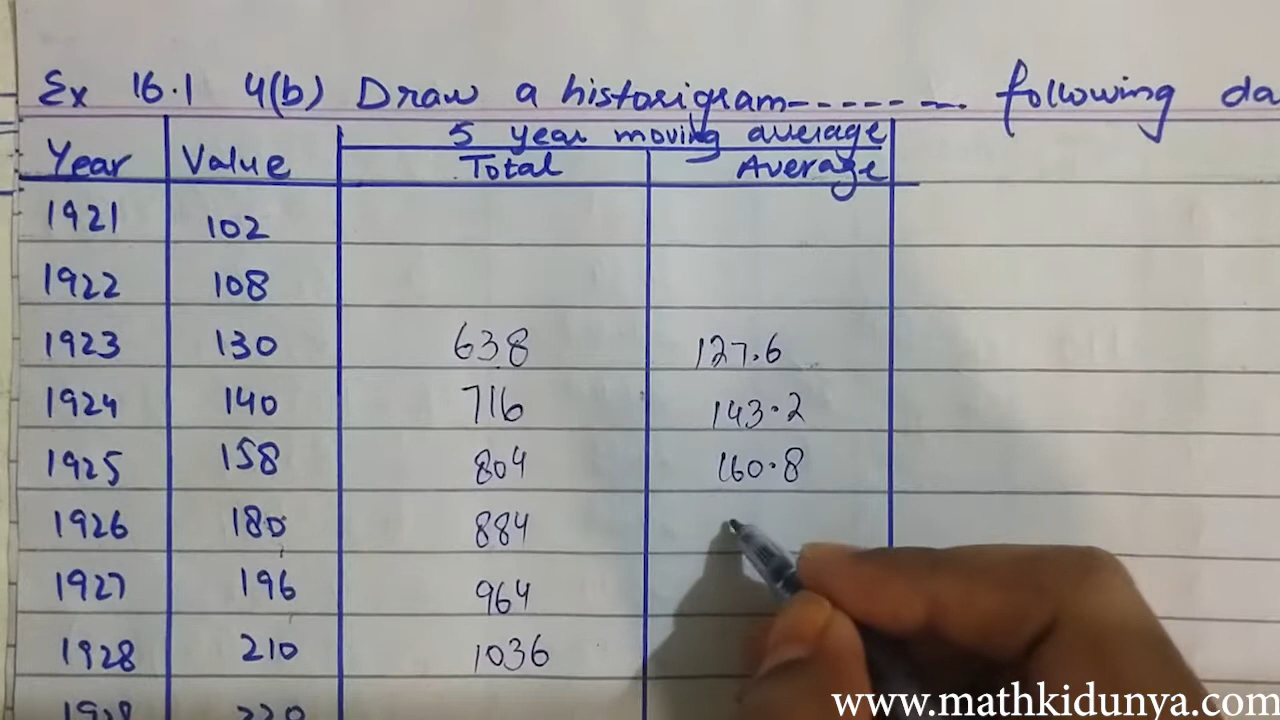 Ex 16.1 4(b) Draw a historigram------- following da
5 year moving average
Year Value Total Average
1921 102
1922 108
1923 130 638 127.6
1924 140 716 143.2
1925 158 804 160.8
1926 180 884
1927 196 964
1928 210 1036
220
www.mathkidunya.com